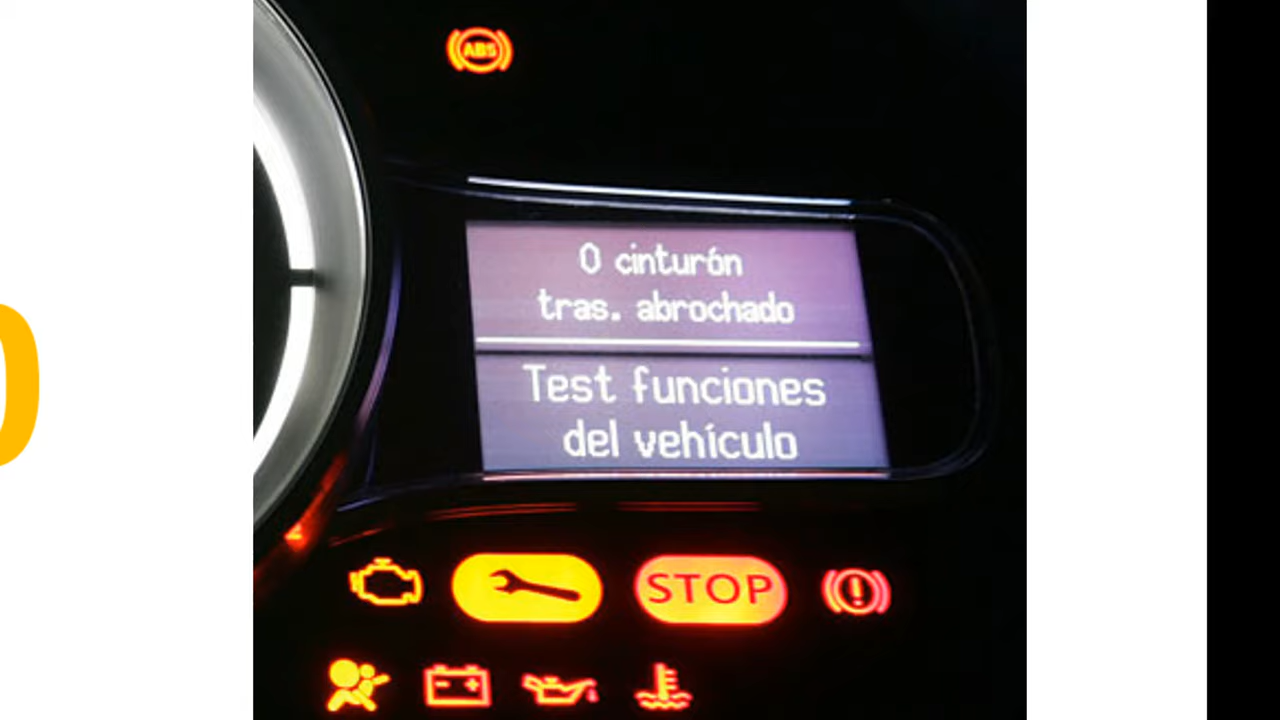 ABS
0 cinturón
tras. abrochado
Test funciones
del vehículo
STOP